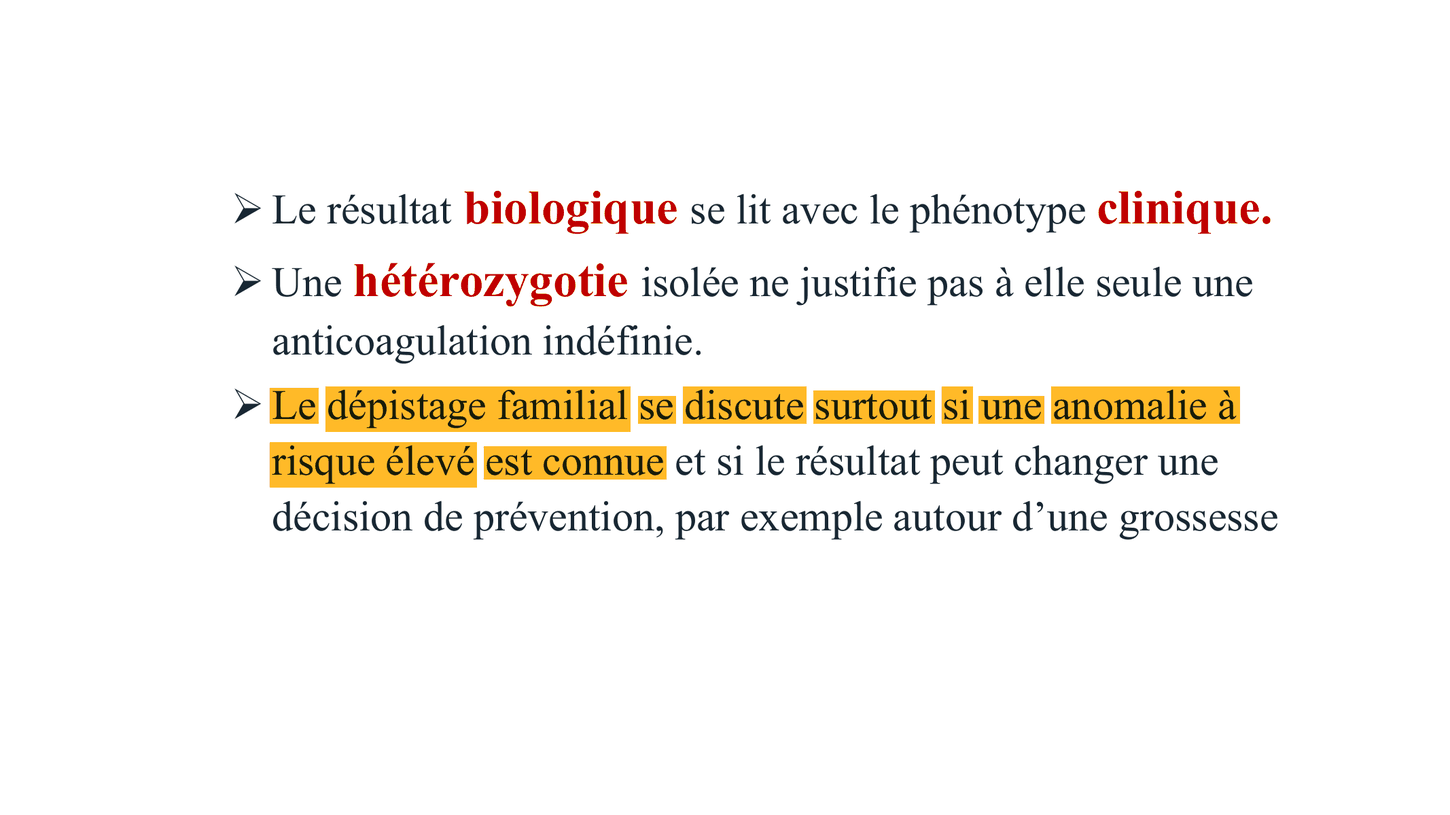 ➢ Le résultat biologique se lit avec le phénotype clinique.
➢ Une hétérozygotie isolée ne justifie pas à elle seule une
anticoagulation indéfinie.
➢ Le dépistage familial se discute surtout si une anomalie à
risque élevé est connue et si le résultat peut changer une
décision de prévention, par exemple autour d’une grossesse